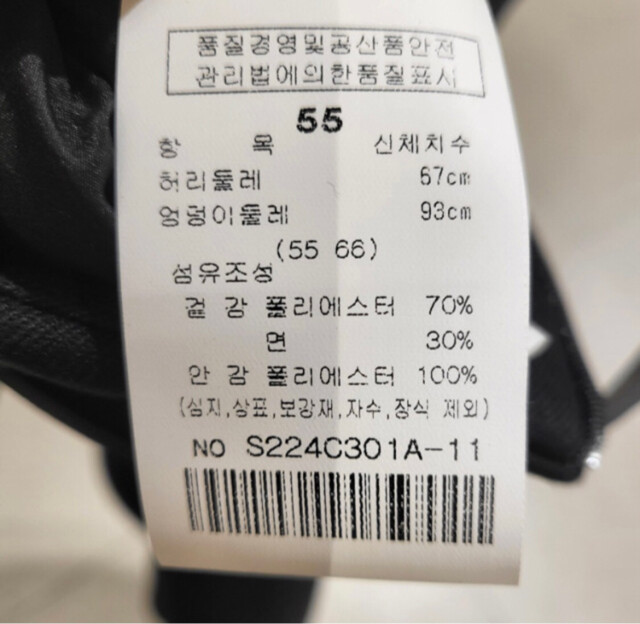 품질경영및공산품안전
관리법에의한품질표시
55
항 목 신체치수
허리둘레 67cm
엉덩이둘레 93cm
(55 66)
섬유조성
겉 감 폴리에스터 70%
면 30%
안 감 폴리에스터 100%
(심지,상표,보강재,자수,장식 제외)
NO S224C301A-11